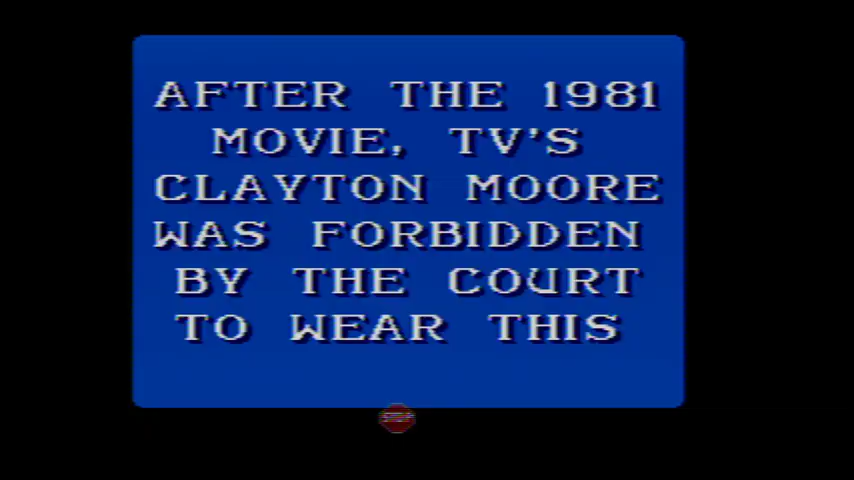 AFTER THE 1981
MOVIE, TV'S
CLAYTON MOORE
WAS FORBIDDEN
BY THE COURT
TO WEAR THIS